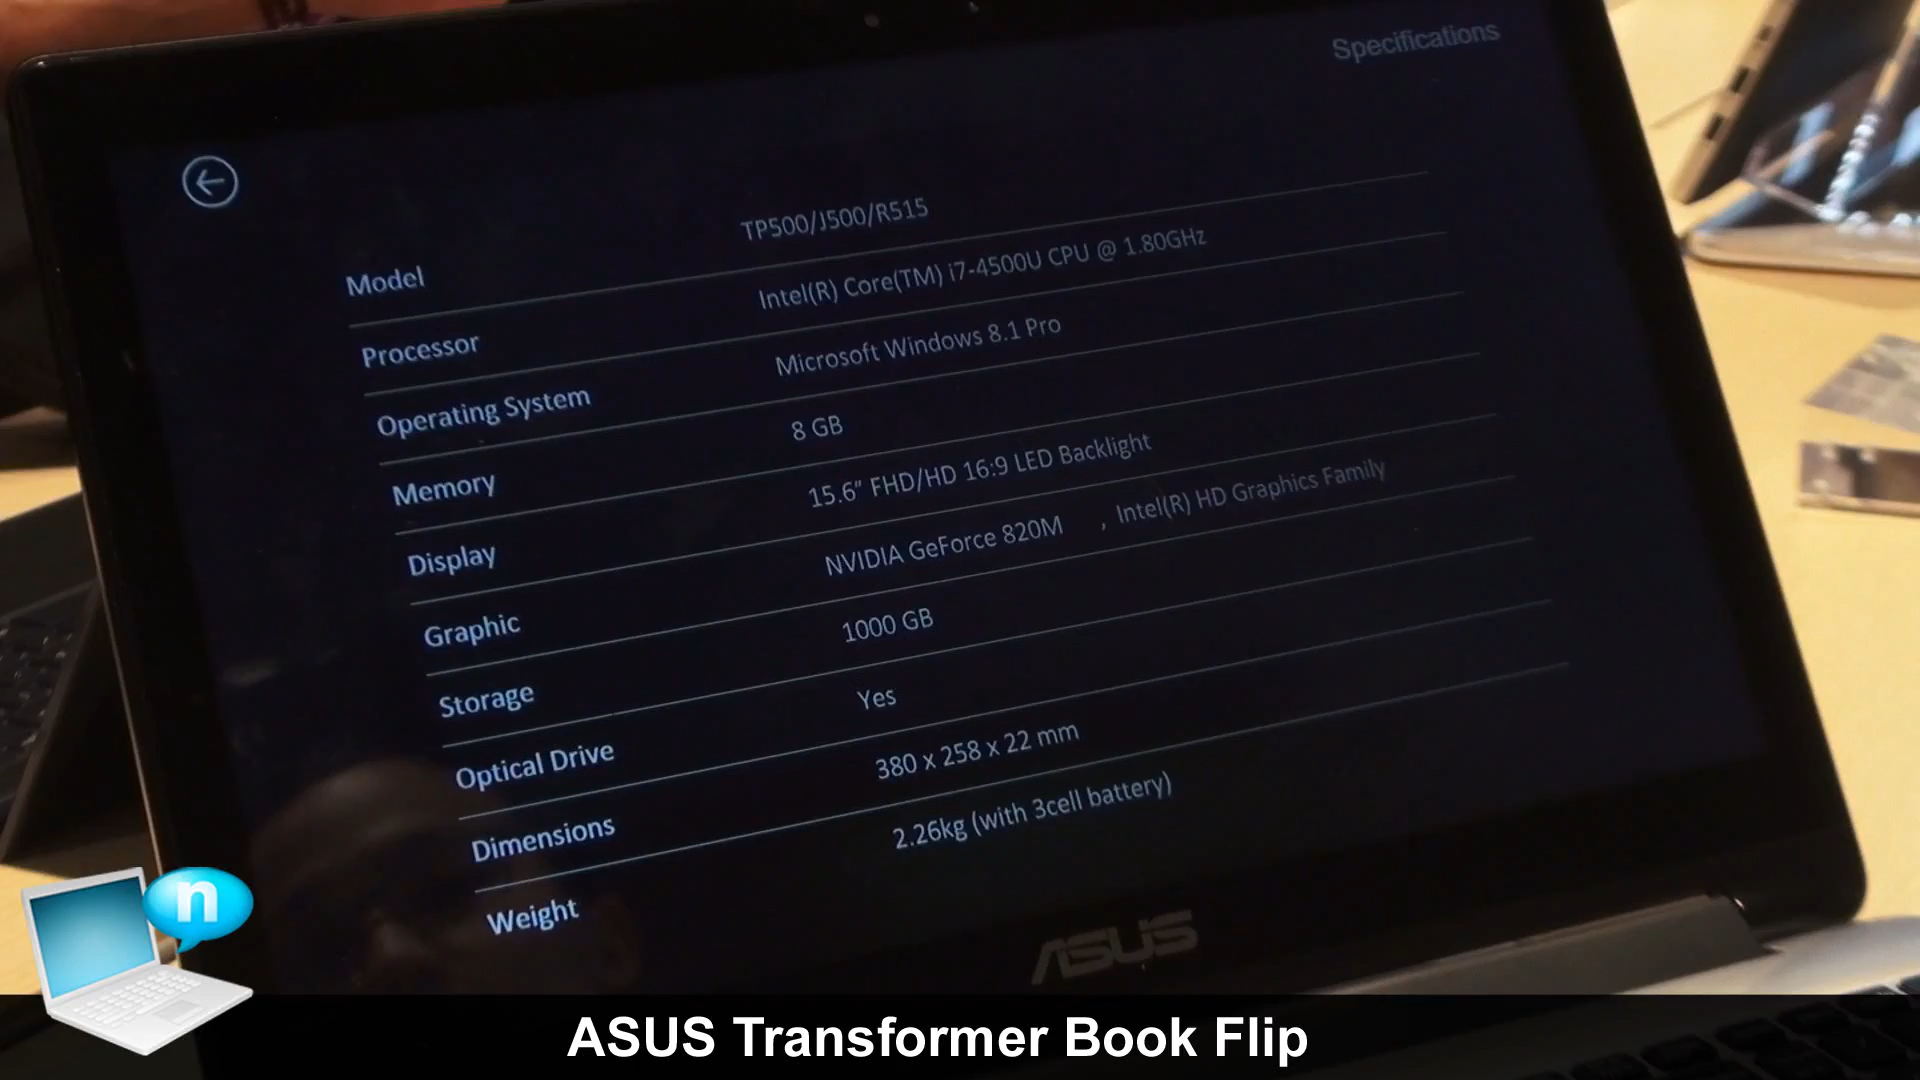 Specifications
Model TP500/J500/R515
Processor Intel(R) Core(TM) i7-4500U CPU @ 1.80GHz
Operating System Microsoft Windows 8.1 Pro
Memory 8 GB
Display 15.6" FHD/HD 16:9 LED Backlight
Graphic NVIDIA GeForce 820M , Intel(R) HD Graphics Family
Storage 1000 GB
Optical Drive Yes
Dimensions 380 x 258 x 22 mm
Weight 2.26kg (with 3cell battery)
ASUS
n
ASUS Transformer Book Flip